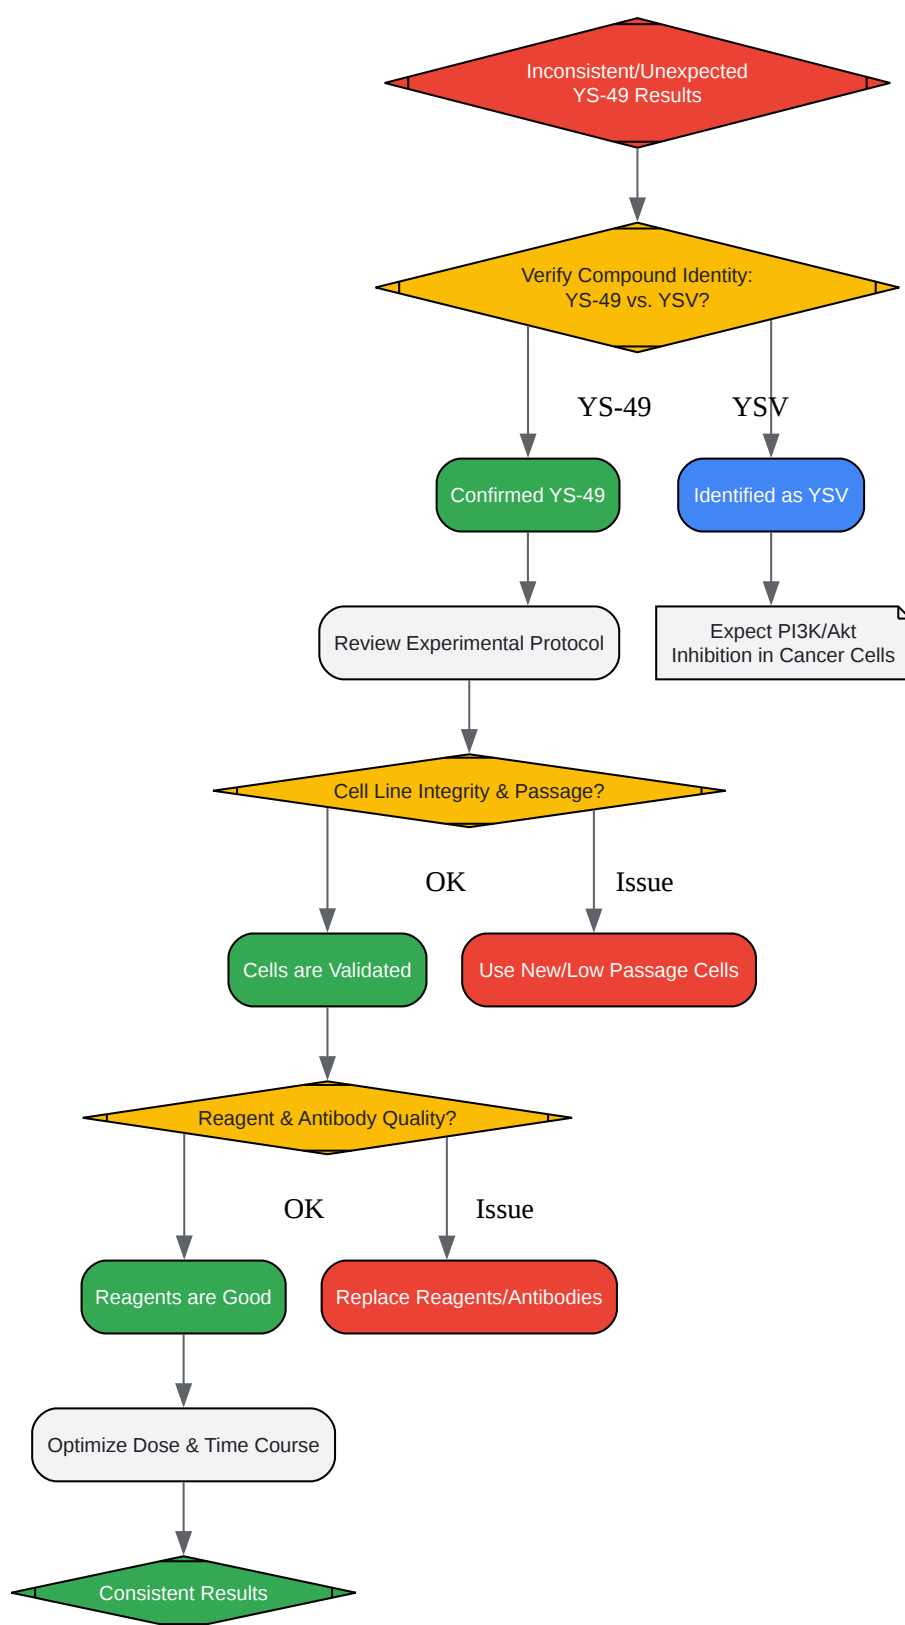 Inconsistent/Unexpected
YS-49 Results
Verify Compound Identity:
YS-49 vs. YSV?
YS-49
YSV
Confirmed YS-49
Identified as YSV
Review Experimental Protocol
Expect PI3K/Akt
Inhibition in Cancer Cells
Cell Line Integrity & Passage?
OK
Issue
Cells are Validated
Use New/Low Passage Cells
Reagent & Antibody Quality?
OK
Issue
Reagents are Good
Replace Reagents/Antibodies
Optimize Dose & Time Course
Consistent Results